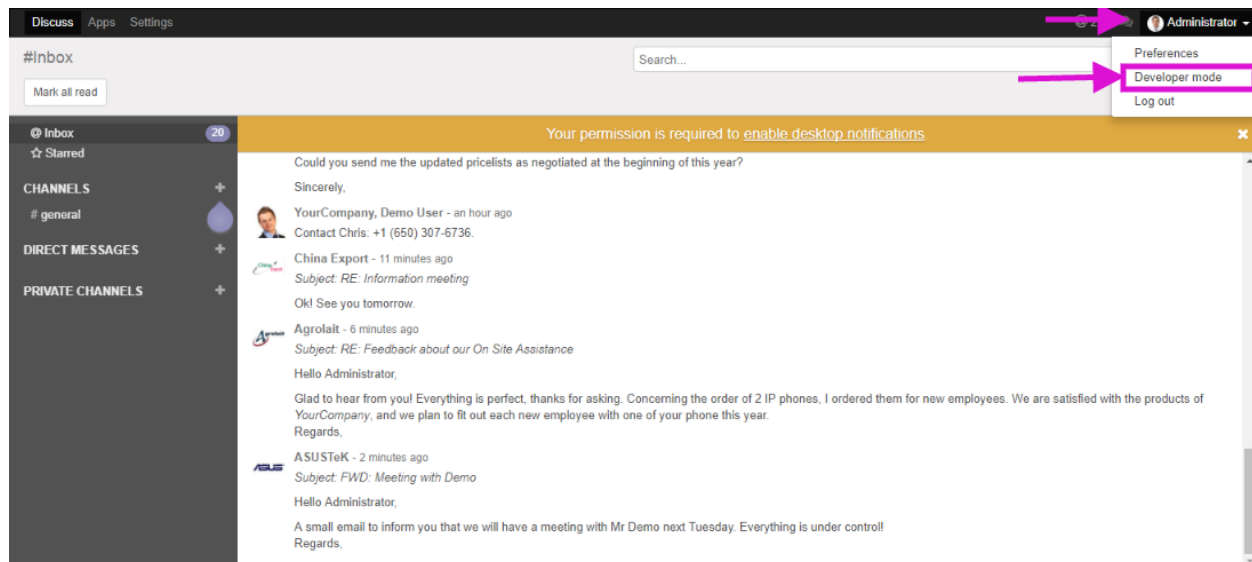 Discuss Apps Settings
Administrator
#Inbox
Search...
Preferences
Developer mode
Log out
Mark all read
@ Inbox 20
Your permission is required to enable desktop notifications.
Starred
Could you send me the updated pricelists as negotiated at the beginning of this year?
Sincerely,
CHANNELS +
# general
YourCompany, Demo User - an hour ago
Contact Chris: +1 (650) 307-6736.
DIRECT MESSAGES +
China Export - 11 minutes ago
Subject: RE: Information meeting
PRIVATE CHANNELS +
Ok! See you tomorrow.
Agrolait - 6 minutes ago
Subject: RE: Feedback about our On Site Assistance
Hello Administrator,
Glad to hear from you! Everything is perfect, thanks for asking. Concerning the order of 2 IP phones, I ordered them for new employees. We are satisfied with the products of
YourCompany, and we plan to fit out each new employee with one of your phone this year.
Regards,
ASUSTeK - 2 minutes ago
Subject: FWD: Meeting with Demo
Hello Administrator,
A small email to inform you that we will have a meeting with Mr Demo next Tuesday. Everything is under control!
Regards,